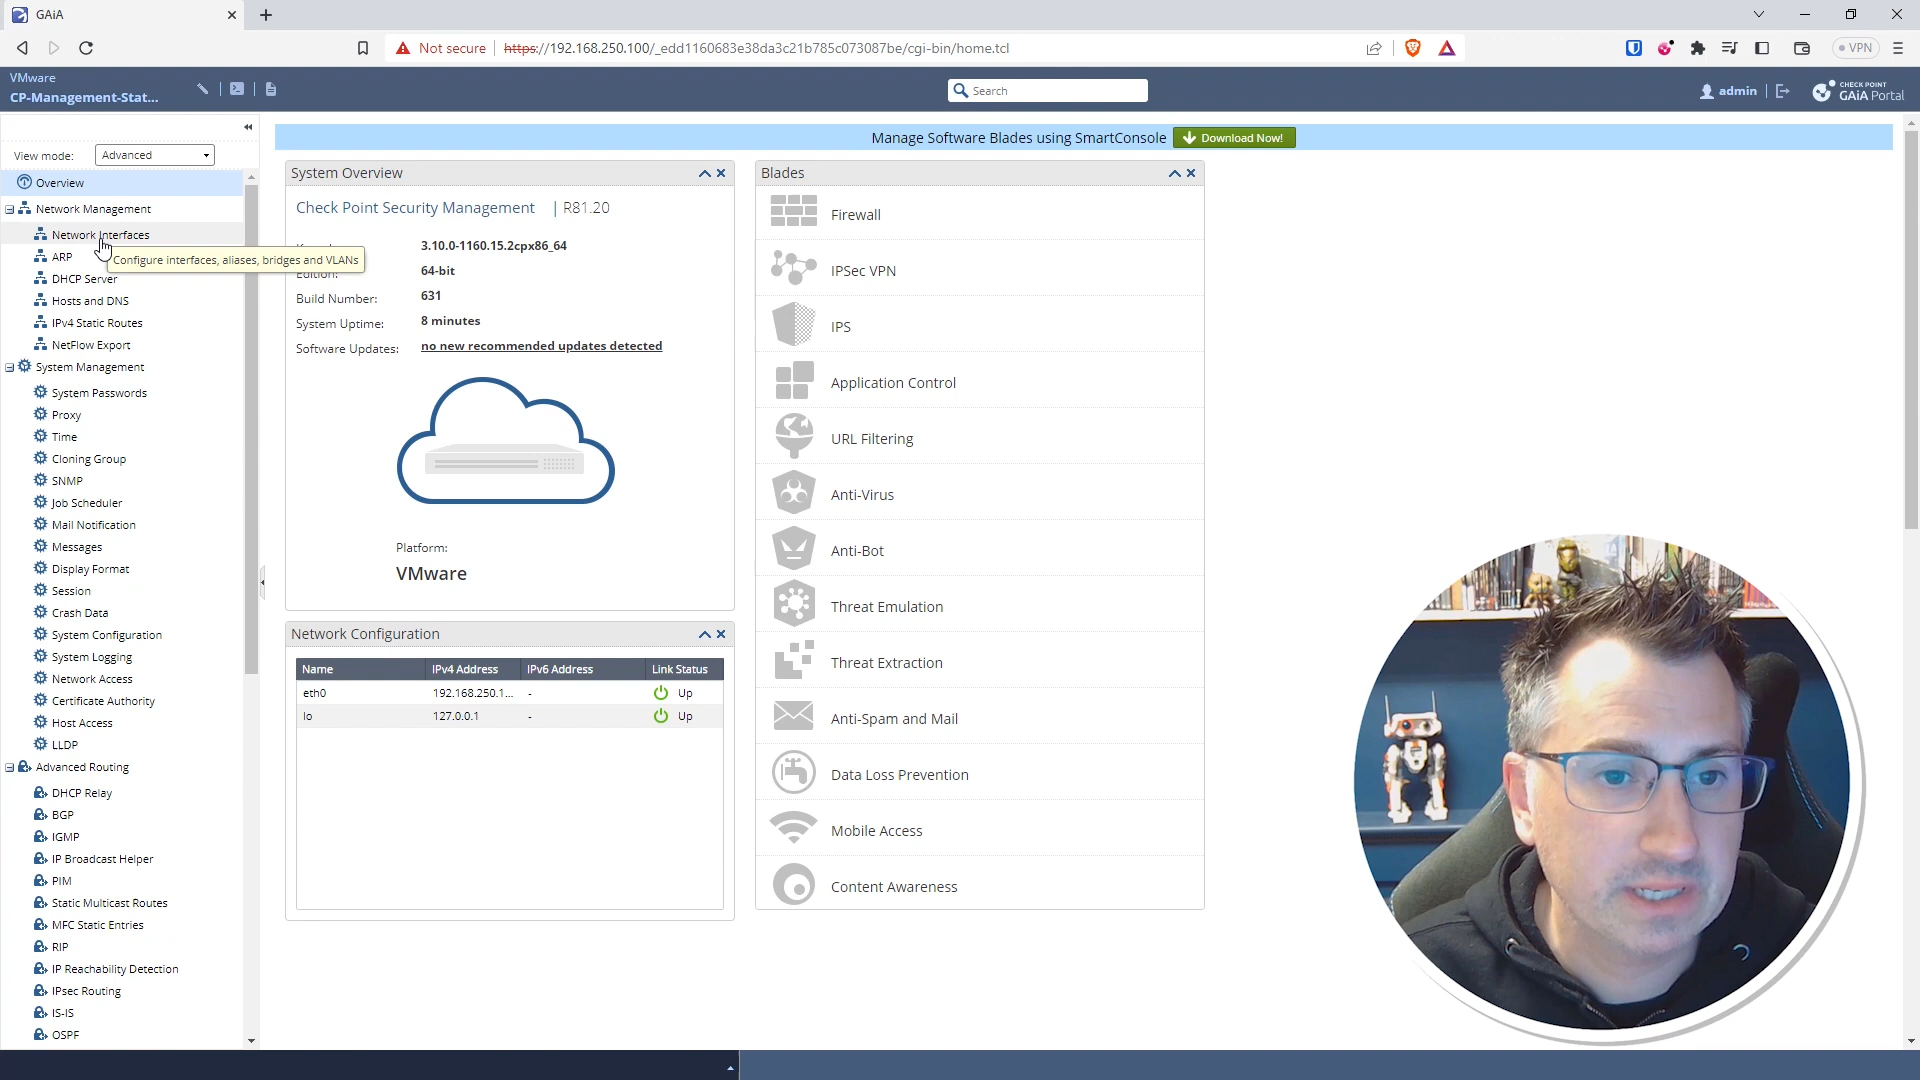 GAiA
Not secure
https://192.168.250.100/_edd1160683e38da3c21b785c073087be/cgi-bin/home.tcl
VPN
VMware
CP-Management-Stat...
Search
admin
CHECK POINT
GAiA Portal
Manage Software Blades using SmartConsole
Download Now!
View mode:
Advanced
Overview
Network Management
Network Interfaces
Configure interfaces, aliases, bridges and VLANs
ARP
DHCP Server
Hosts and DNS
IPv4 Static Routes
NetFlow Export
System Management
System Passwords
Proxy
Time
Cloning Group
SNMP
Job Scheduler
Mail Notification
Messages
Display Format
Session
Crash Data
System Configuration
System Logging
Network Access
Certificate Authority
Host Access
LLDP
Advanced Routing
DHCP Relay
BGP
IGMP
IP Broadcast Helper
PIM
Static Multicast Routes
MFC Static Entries
RIP
IP Reachability Detection
IPsec Routing
IS-IS
OSPF
System Overview
Check Point Security Management | R81.20
3.10.0-1160.15.2cpx86_64
Edition: 64-bit
Build Number: 631
System Uptime: 8 minutes
Software Updates: no new recommended updates detected
Platform:
VMware
Network Configuration
Name IPv4 Address IPv6 Address Link Status
eth0 192.168.250.1... - Up
lo 127.0.0.1 - Up
Blades
Firewall
IPSec VPN
IPS
Application Control
URL Filtering
Anti-Virus
Anti-Bot
Threat Emulation
Threat Extraction
Anti-Spam and Mail
Data Loss Prevention
Mobile Access
Content Awareness